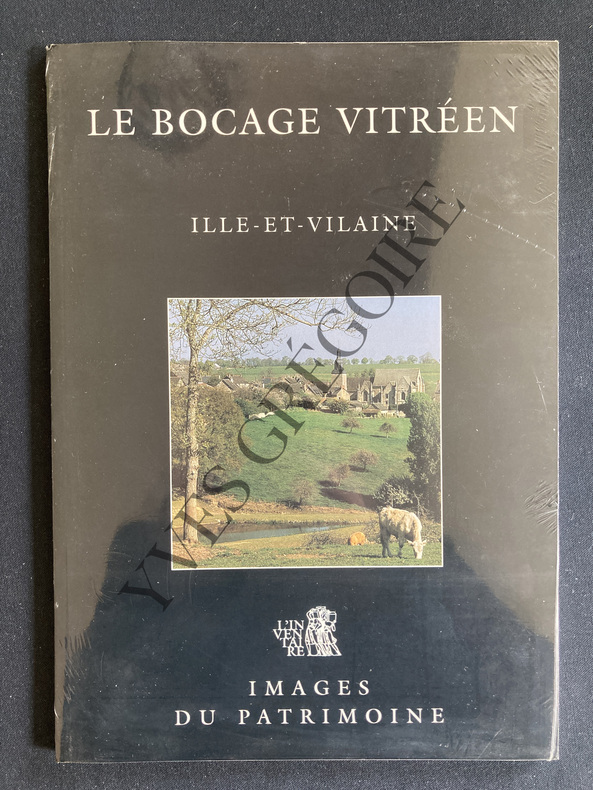 LE BOCAGE VITRÉEN
ILLE-ET-VILAINE
YVES GRÉGOIRE
L'IN
VEN
TAI
RE
IMAGES
DU PATRIMOINE